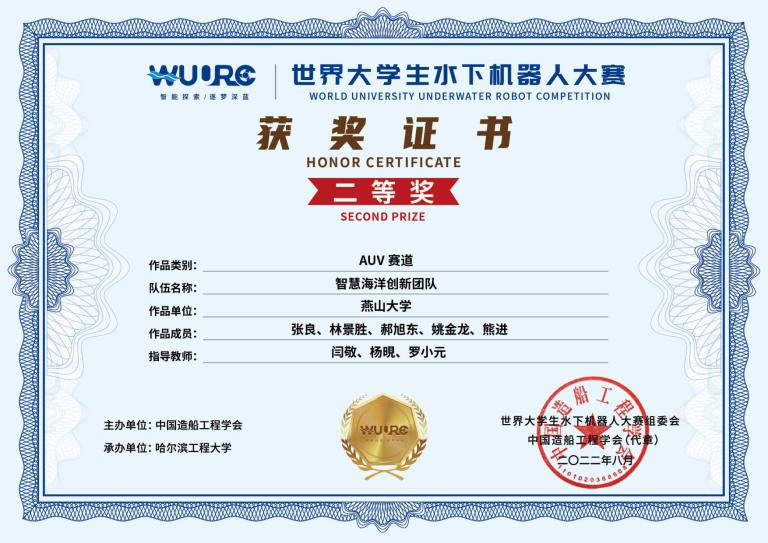 WURC
智能探索/逐梦深蓝
世界大学生水下机器人大赛
WORLD UNIVERSITY UNDERWATER ROBOT COMPETITION
获奖证书
HONOR CERTIFICATE
二等奖
SECOND PRIZE
作品类别: AUV 赛道
队伍名称: 智慧海洋创新团队
作品单位: 燕山大学
作品成员: 张良、林景胜、郝旭东、姚金龙、熊进
指导教师: 闫敬、杨晛、罗小元
主办单位: 中国造船工程学会
承办单位: 哈尔滨工程大学
WURC
世界大学生水下机器人大赛组委会
中国造船工程学会(代章)
二〇二二年八月
中国造船工程学会